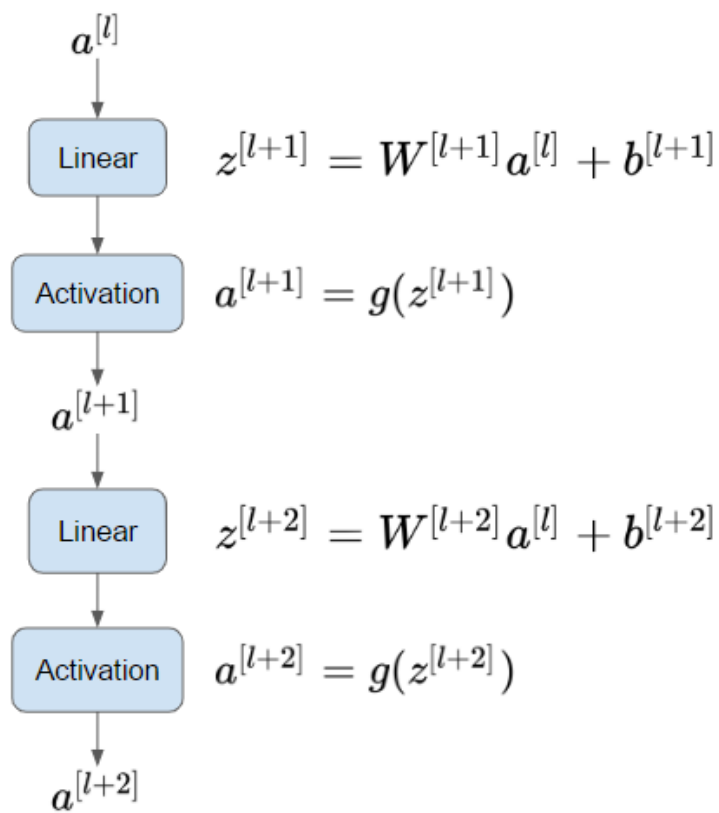 a^{[l]}
Linear z^{[l+1]} = W^{[l+1]}a^{[l]} + b^{[l+1]}
Activation a^{[l+1]} = g(z^{[l+1]})
a^{[l+1]}
Linear z^{[l+2]} = W^{[l+2]}a^{[l]} + b^{[l+2]}
Activation a^{[l+2]} = g(z^{[l+2]})
a^{[l+2]}